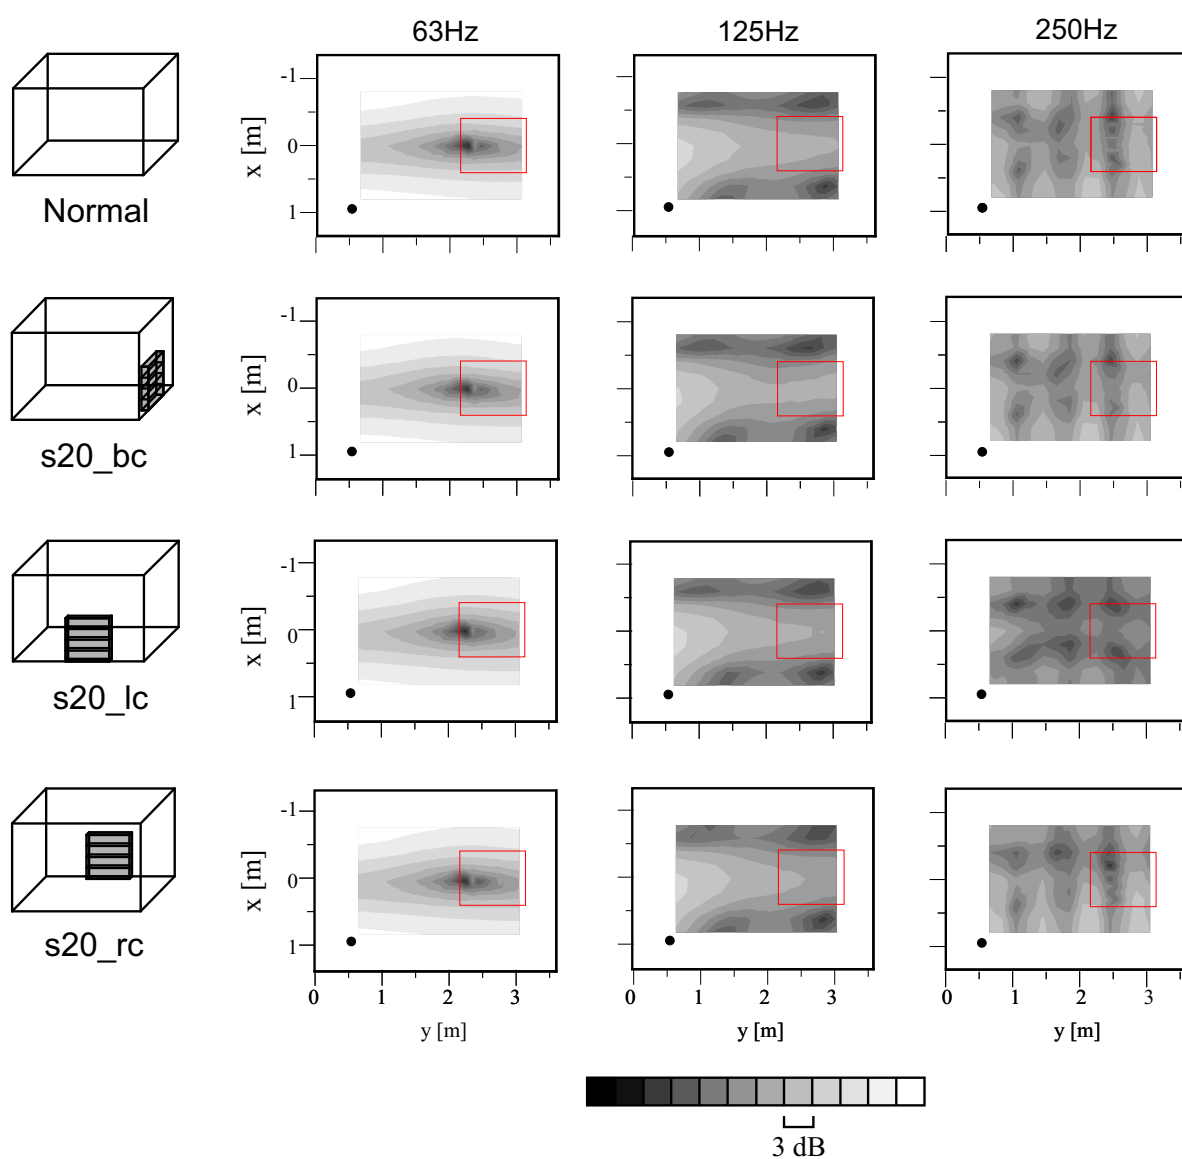 63Hz 125Hz 250Hz
-1
x [m] 0
1
Normal
-1
x [m] 0
1
s20_bc
-1
x [m] 0
1
s20_lc
-1
x [m] 0
1
s20_rc
0 1 2 3 0 1 2 3 0 1 2 3
y [m] y [m] y [m]
3 dB